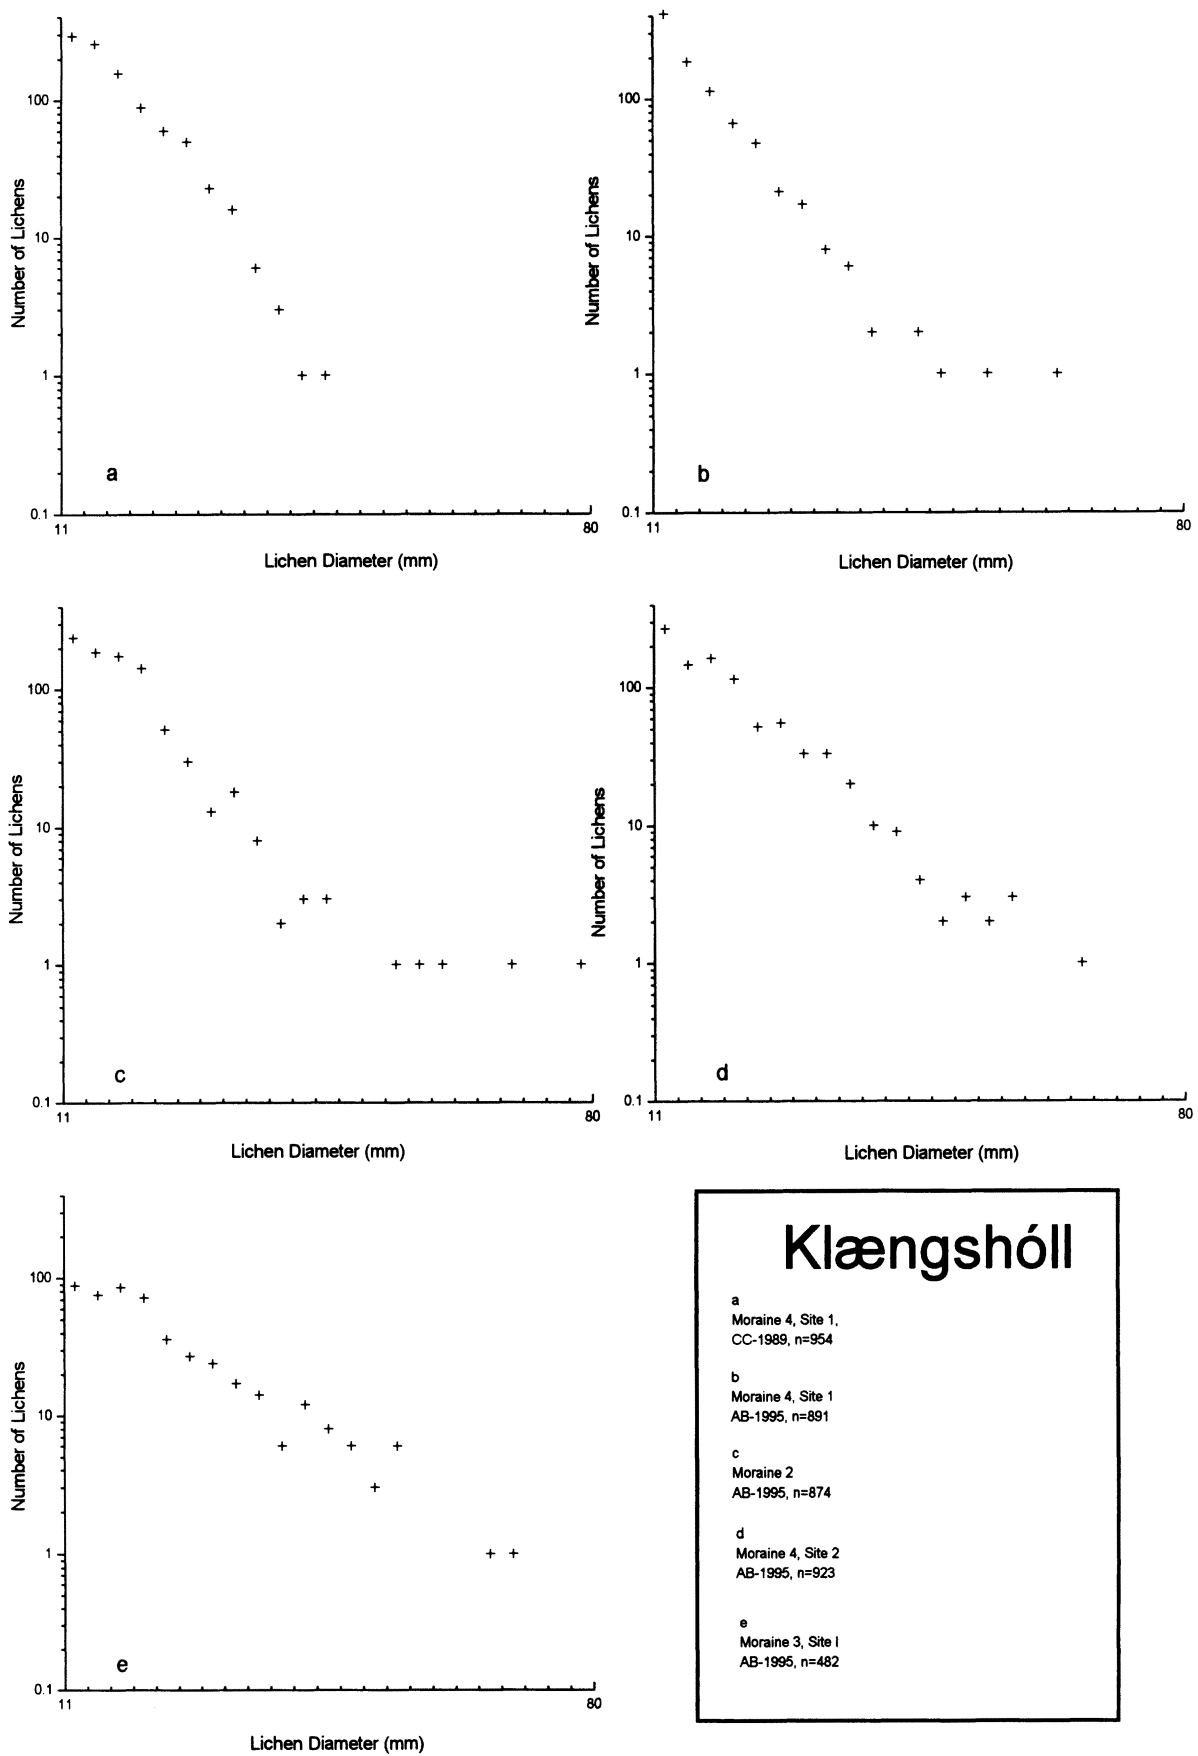 Number of Lichens
100
10
1
0.1
11
80
a
Lichen Diameter (mm)
Number of Lichens
100
10
1
0.1
11
80
b
Lichen Diameter (mm)
Number of Lichens
100
10
1
0.1
11
80
c
Lichen Diameter (mm)
Number of Lichens
100
10
1
0.1
11
80
d
Lichen Diameter (mm)
Number of Lichens
100
10
1
0.1
11
80
e
Lichen Diameter (mm)
Klængshóll
a
Moraine 4, Site 1,
CC-1989, n=954
b
Moraine 4, Site 1
AB-1995, n=891
c
Moraine 2
AB-1995, n=874
d
Moraine 4, Site 2
AB-1995, n=923
e
Moraine 3, Site I
AB-1995, n=482